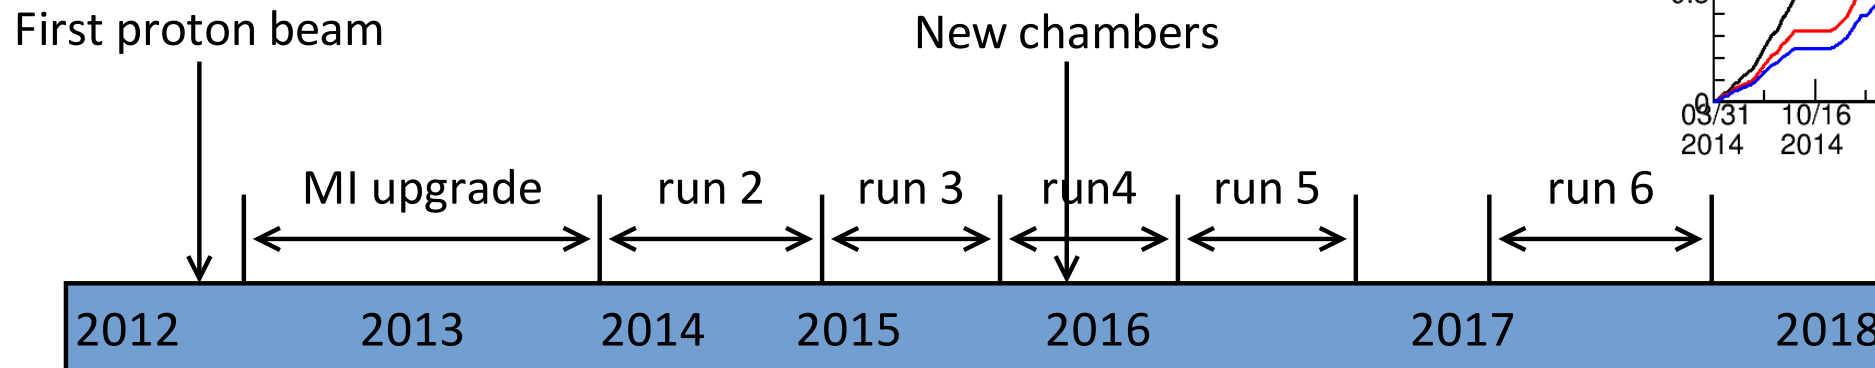 First proton beam
New chambers
0
03/31 10/16
2014 2014
MI upgrade run 2 run 3 run4 run 5 run 6
2012 2013 2014 2015 2016 2017 2018